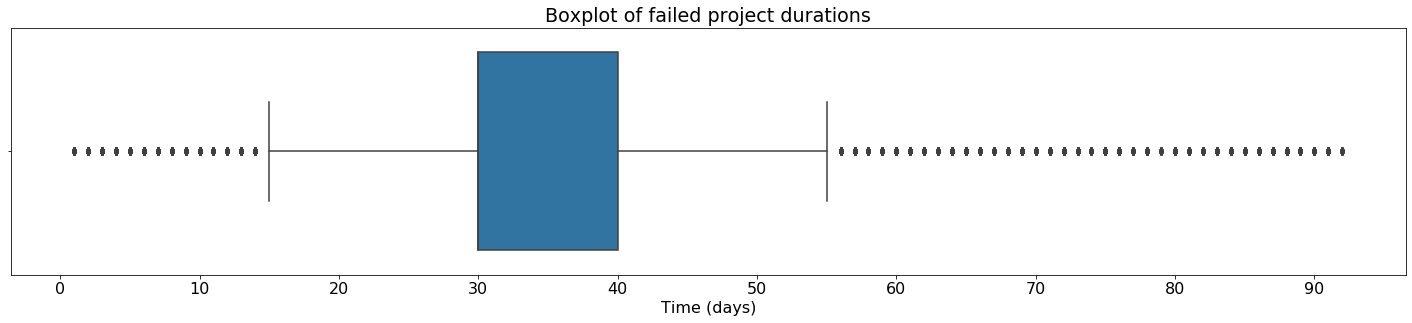 Boxplot of failed project durations
0 10 20 30 40 50 60 70 80 90
Time (days)